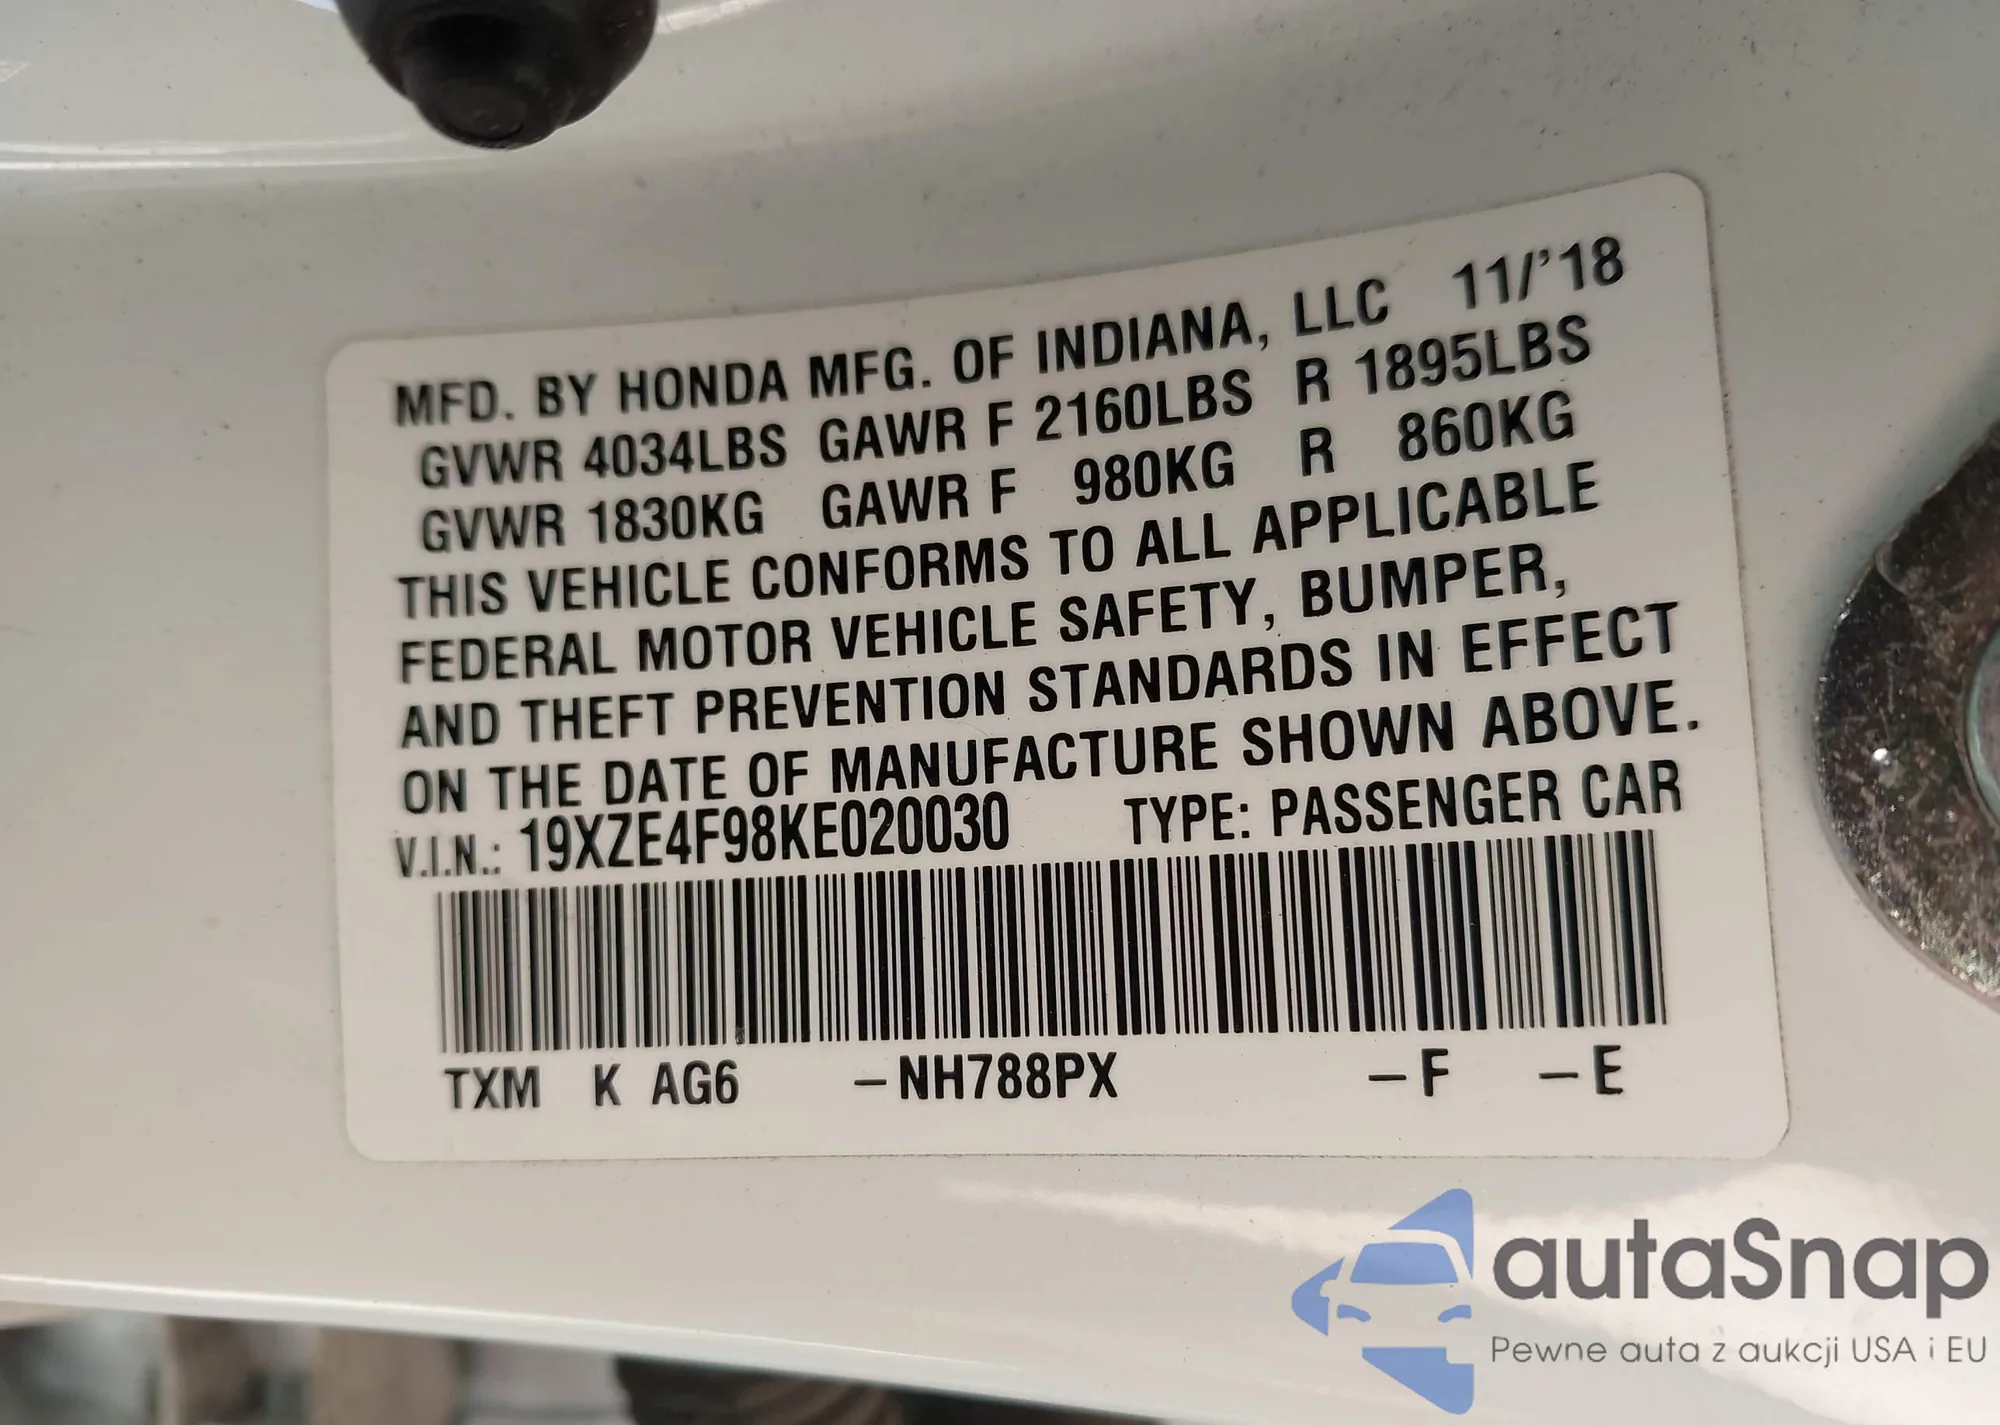 MFD. BY HONDA MFG. OF INDIANA, LLC 11/'18
GVWR 4034LBS GAWR F 2160LBS R 1895LBS
GVWR 1830KG GAWR F 980KG R 860KG
THIS VEHICLE CONFORMS TO ALL APPLICABLE
FEDERAL MOTOR VEHICLE SAFETY, BUMPER,
AND THEFT PREVENTION STANDARDS IN EFFECT
ON THE DATE OF MANUFACTURE SHOWN ABOVE.
V.I.N.: 19XZE4F98KE020030 TYPE: PASSENGER CAR
TXM K AG6 –NH788PX –F –E
autaSnap
Pewne auta z aukcji USA i EU